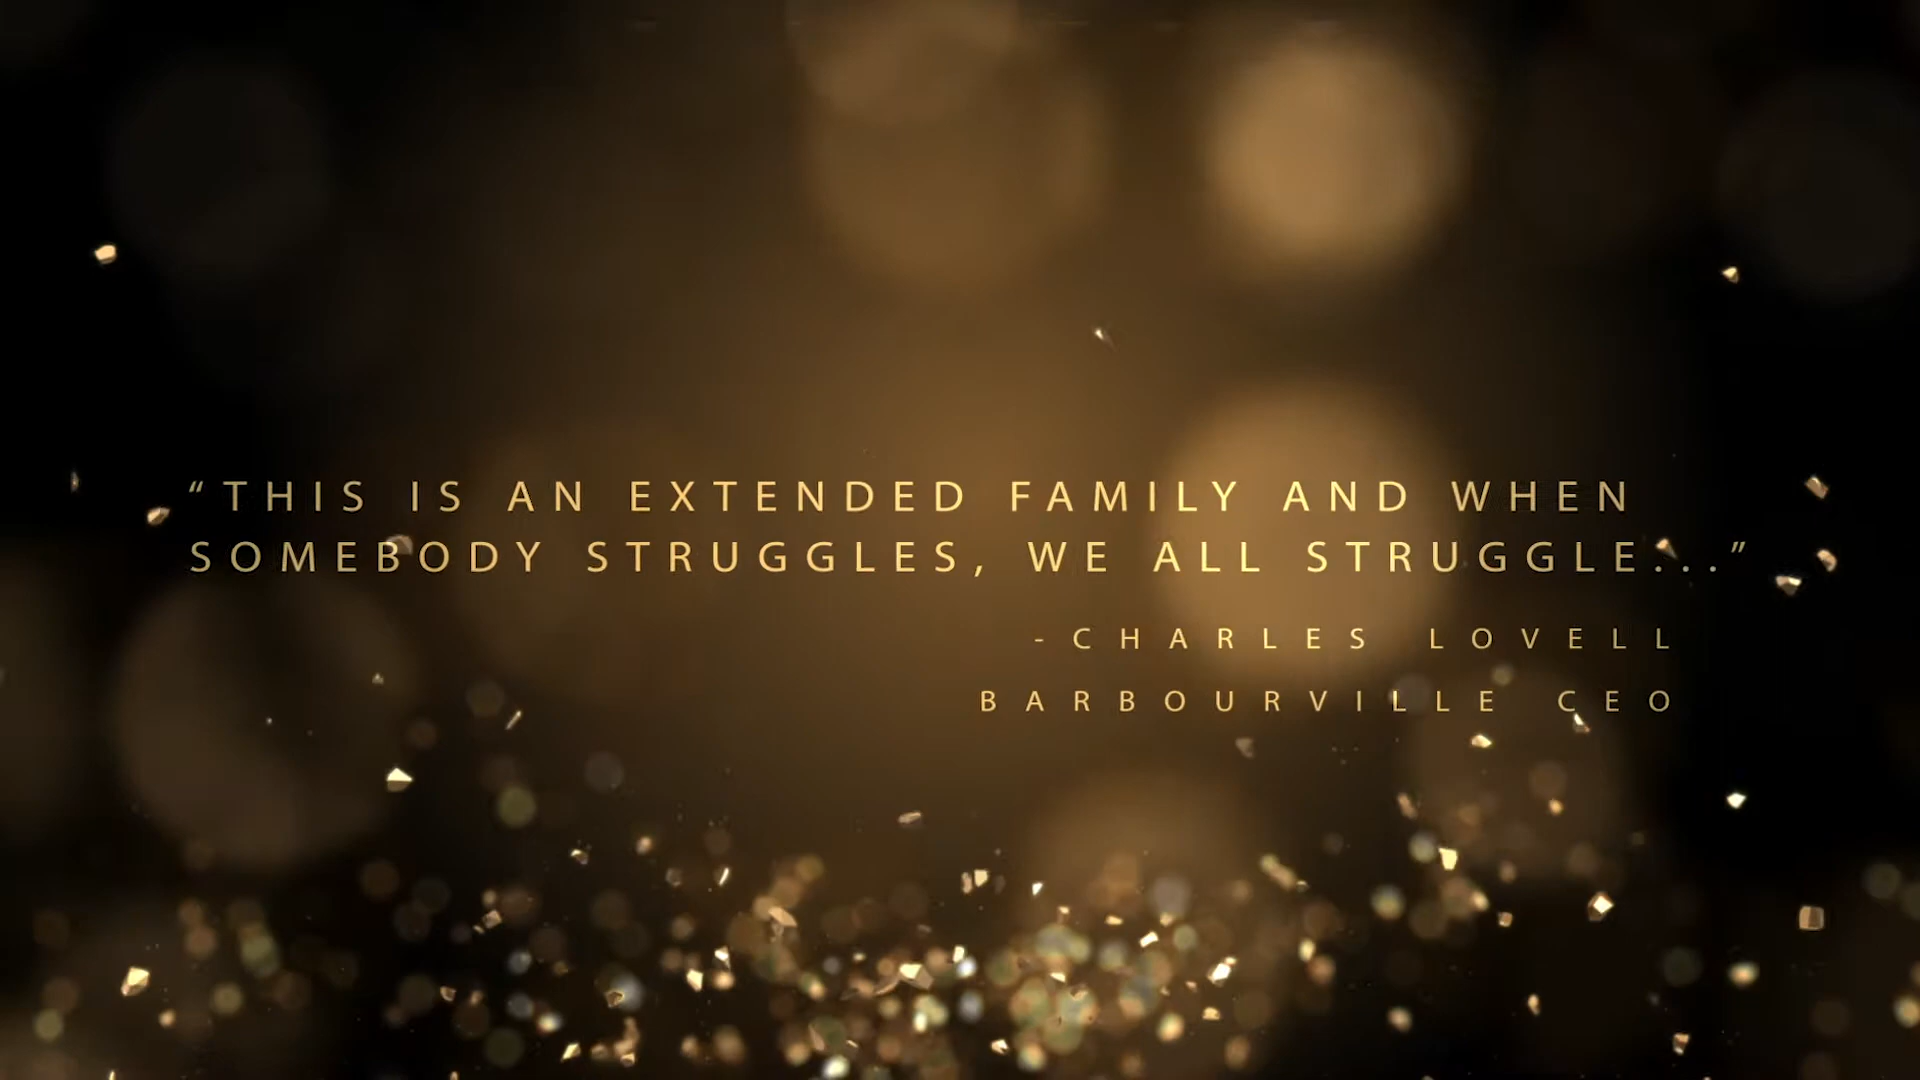 “THIS IS AN EXTENDED FAMILY AND WHEN
SOMEBODY STRUGGLES, WE ALL STRUGGLE...”
-CHARLES LOVELL
BARBOURVILLE CEO